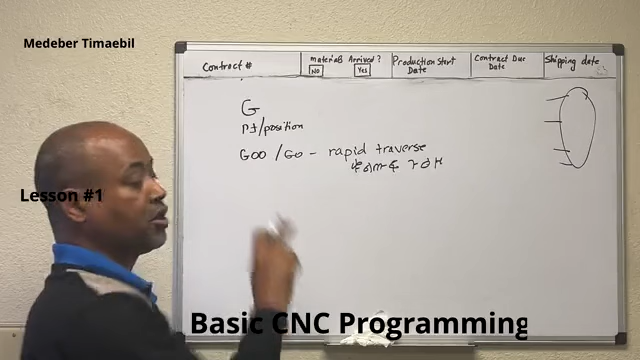 Medeber Timaebil
Contract #
Materials Arrived?
NO
Yes
Production Start
Date
Contract Due
Date
Shipping date
G
Pt/position
G00 / G0 - rapid traverse
Lesson #1
Basic CNC Programming